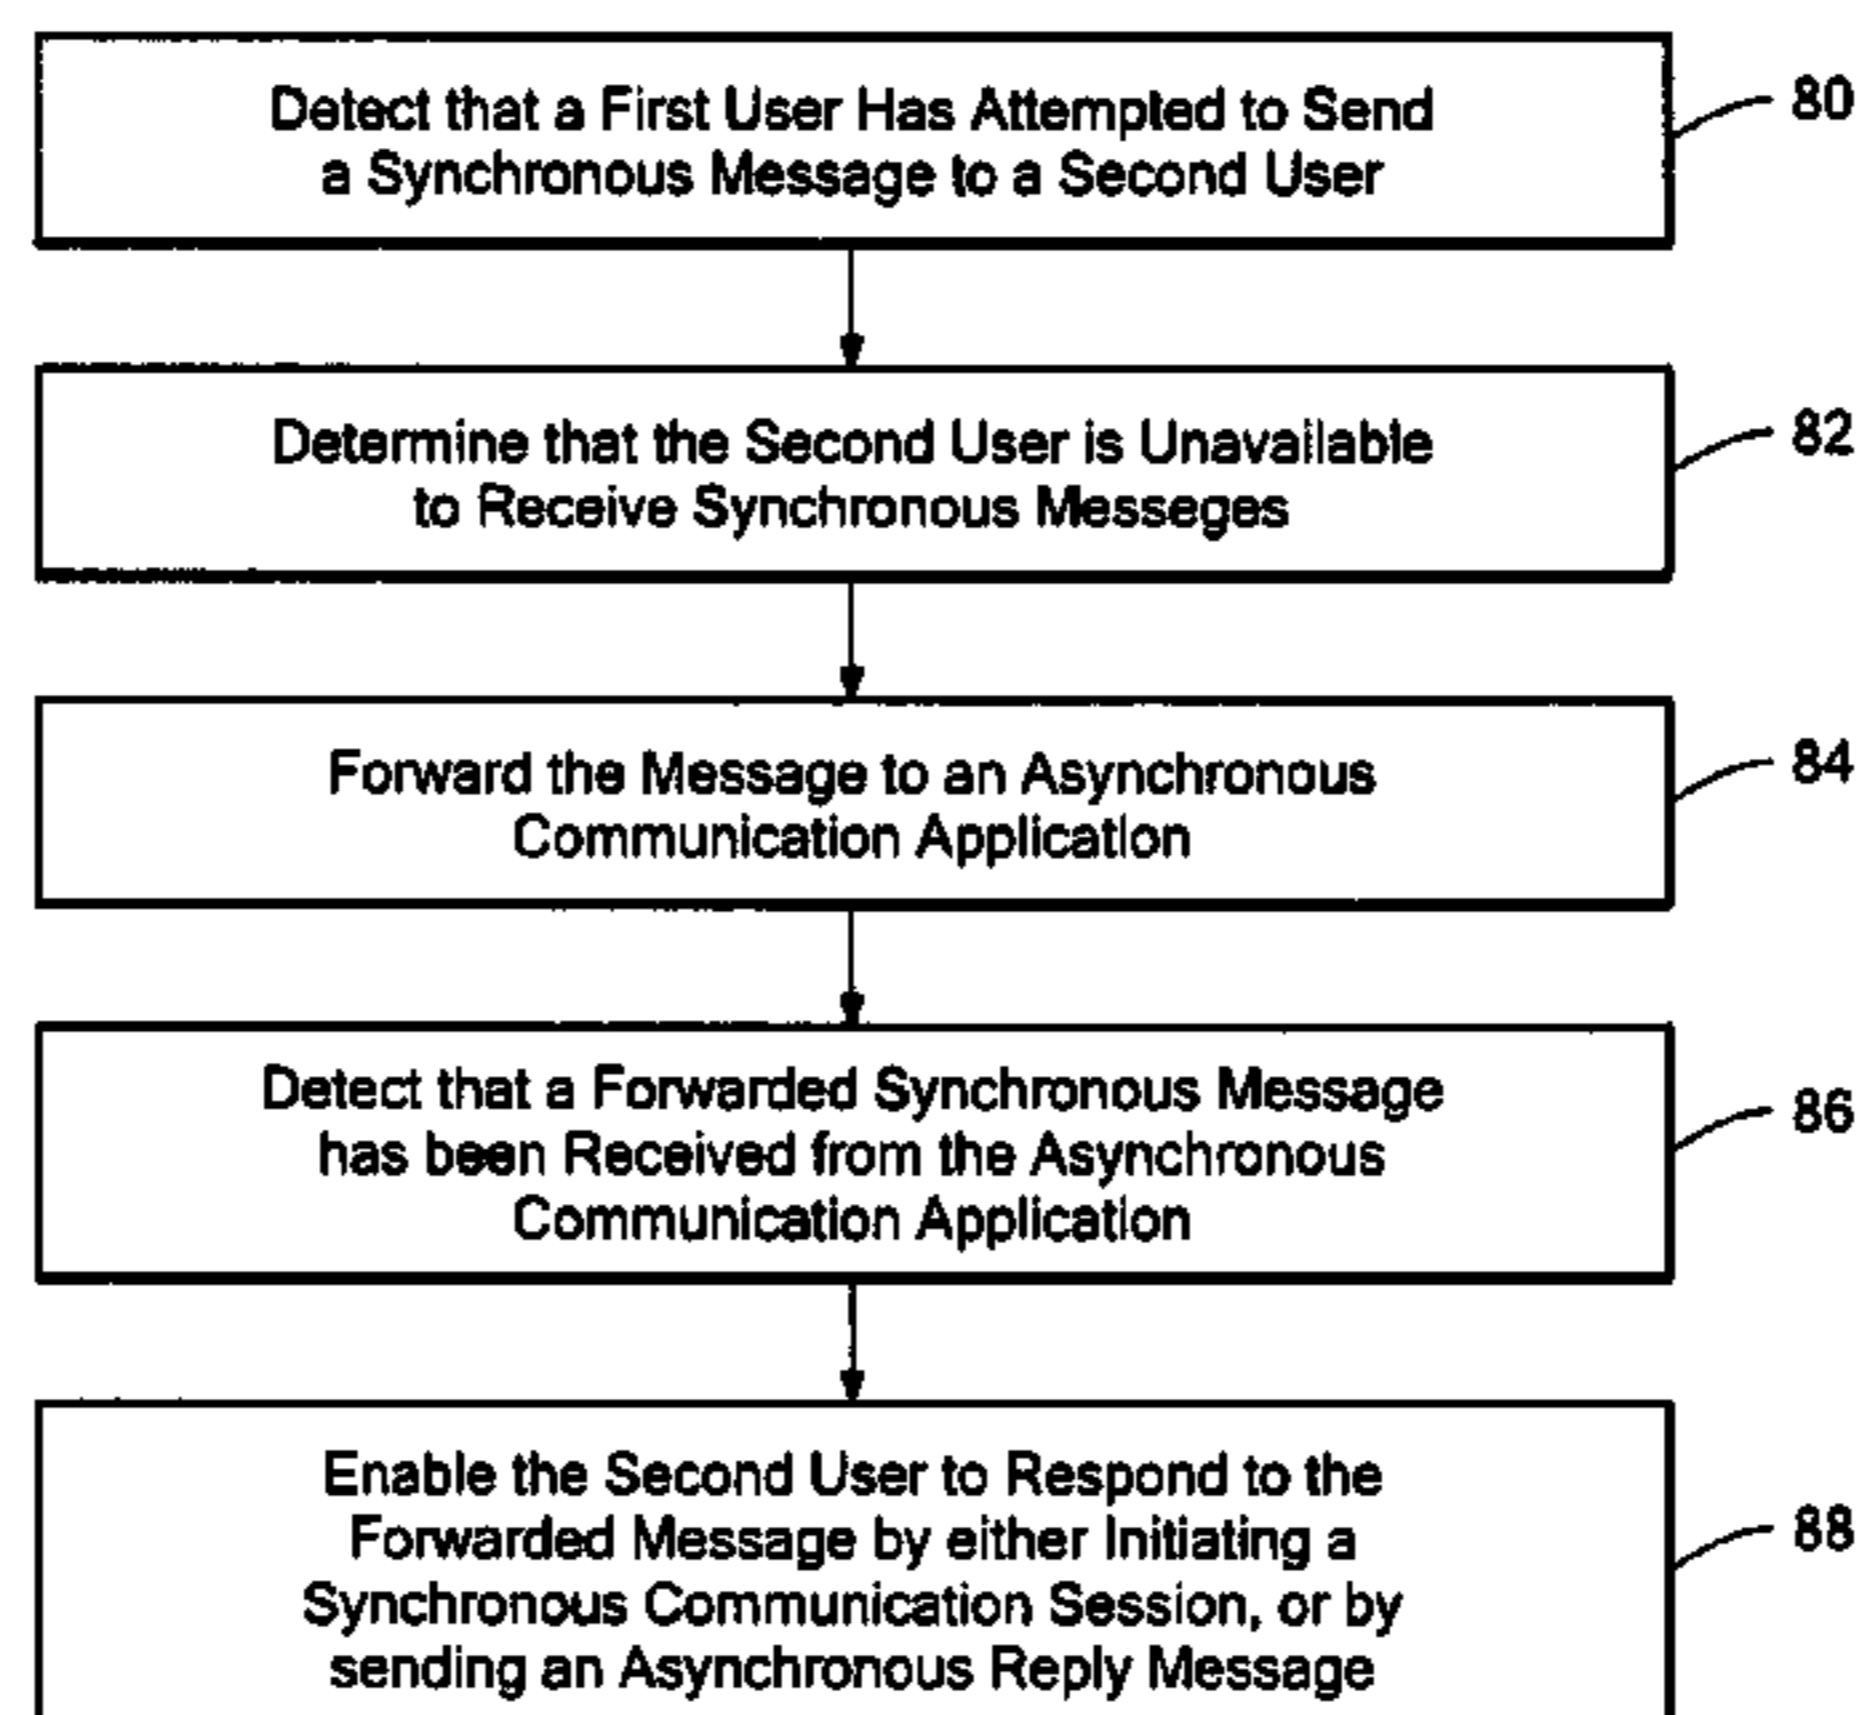 Detect that a First User Has Attempted to Send
a Synchronous Message to a Second User
80
Determine that the Second User is Unavailable
to Receive Synchronous Messeges
82
Forward the Message to an Asynchronous
Communication Application
84
Detect that a Forwarded Synchronous Message
has been Received from the Asynchronous
Communication Application
86
Enable the Second User to Respond to the
Forwarded Message by either Initiating a
Synchronous Communication Session, or by
sending an Asynchronous Reply Message
88